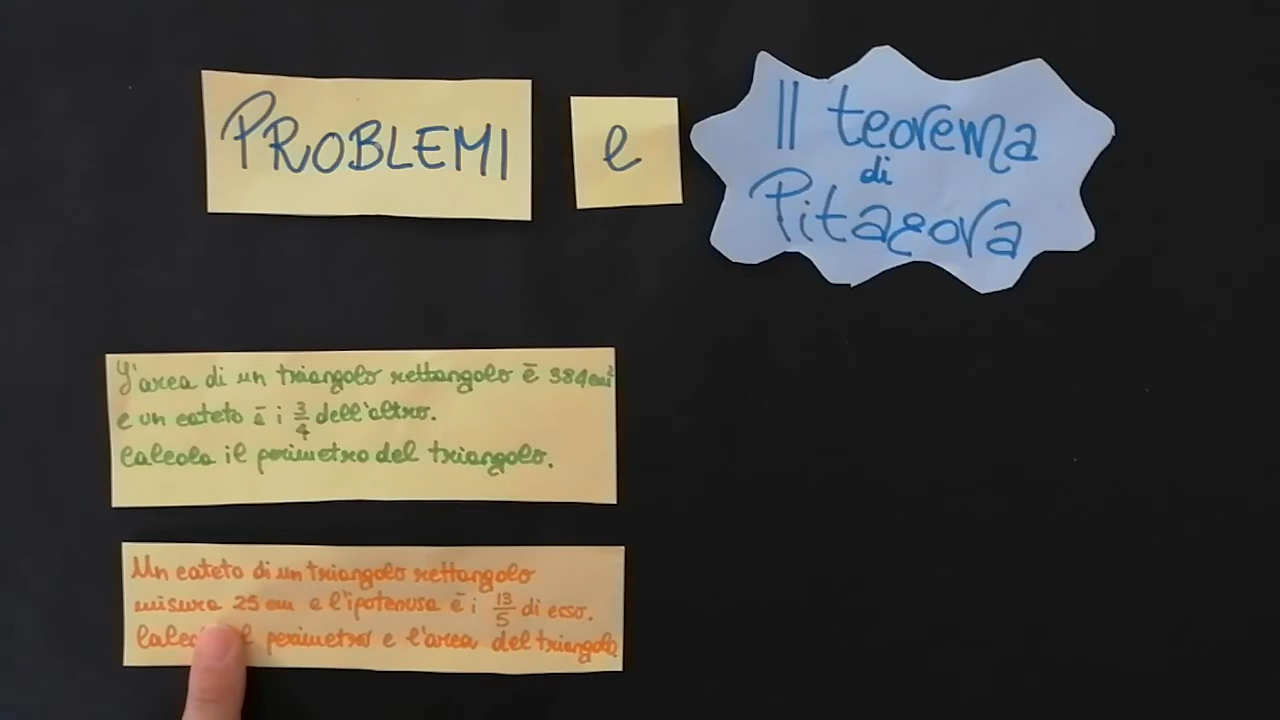 PROBLEMI e Il teorema
di
Pitagora
L'area di un triangolo rettangolo è 384 cm²
e un cateto è i 3/4 dell'altro.
Calcola il perimetro del triangolo.
Un cateto di un triangolo rettangolo
misura 25 cm e l'ipotenusa è i 13/5 di esso.
perimetro e l'area del triangolo.